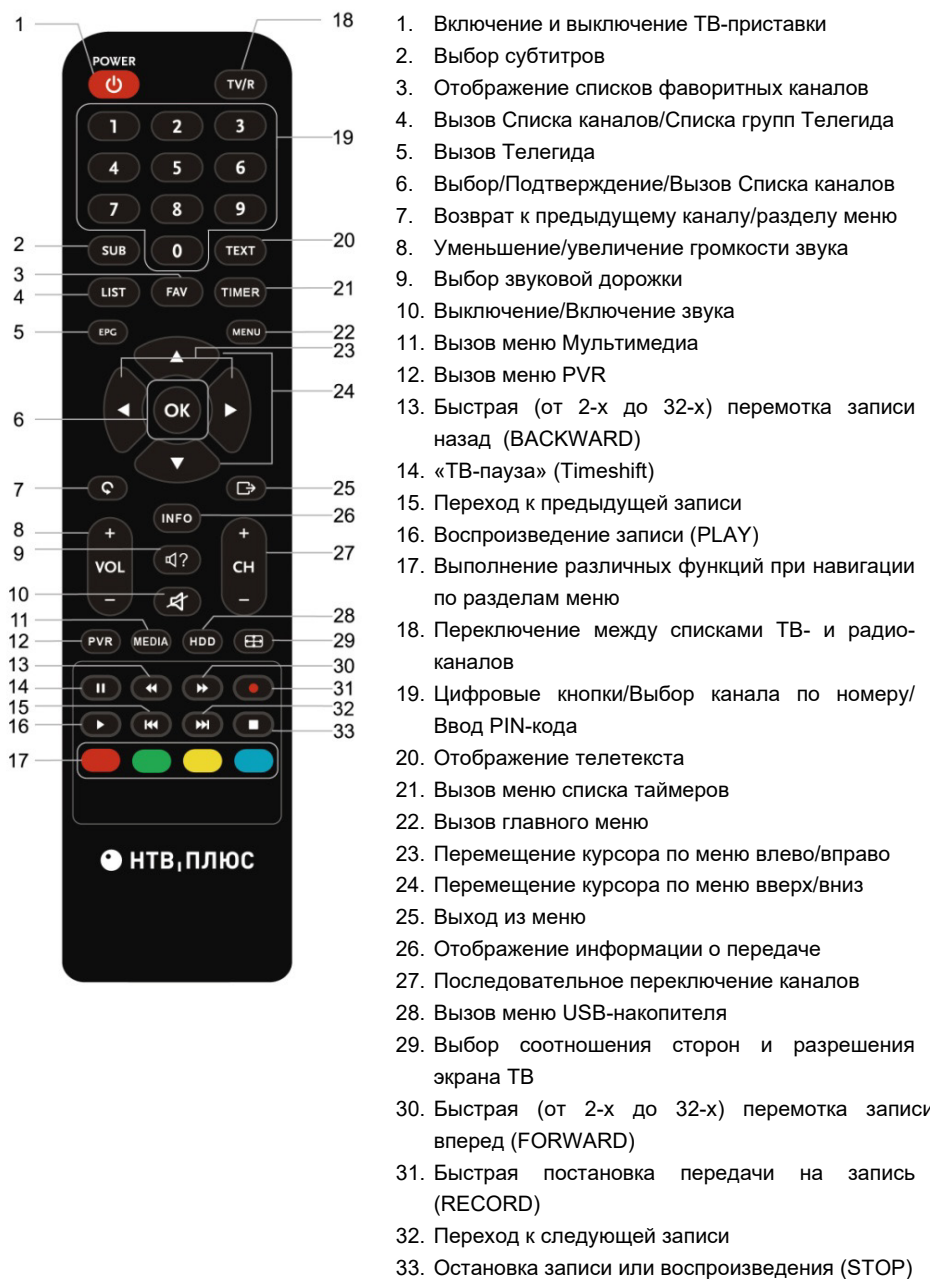 1
18
POWER
TV/R
1 2 3
19
4 5 6
7 8 9
2
SUB 0 TEXT
20
3
4
LIST FAV TIMER
21
5
EPG MENU
22
23
24
6
OK
7
25
INFO
26
8
+ +
9
?
VOL CH
27
10
− −
11
28
12
PVR MEDIA HDD
29
13
30
14
31
15
32
16
33
17
НТВ ПЛЮС
1. Включение и выключение ТВ-приставки
2. Выбор субтитров
3. Отображение списков фаворитных каналов
4. Вызов Списка каналов/Списка групп Телегида
5. Вызов Телегида
6. Выбор/Подтверждение/Вызов Списка каналов
7. Возврат к предыдущему каналу/разделу меню
8. Уменьшение/увеличение громкости звука
9. Выбор звуковой дорожки
10. Выключение/Включение звука
11. Вызов меню Мультимедиа
12. Вызов меню PVR
13. Быстрая (от 2-х до 32-х) перемотка записи
назад (BACKWARD)
14. «ТВ-пауза» (Timeshift)
15. Переход к предыдущей записи
16. Воспроизведение записи (PLAY)
17. Выполнение различных функций при навигации
по разделам меню
18. Переключение между списками ТВ- и радио-
каналов
19. Цифровые кнопки/Выбор канала по номеру/
Ввод PIN-кода
20. Отображение телетекста
21. Вызов меню списка таймеров
22. Вызов главного меню
23. Перемещение курсора по меню влево/вправо
24. Перемещение курсора по меню вверх/вниз
25. Выход из меню
26. Отображение информации о передаче
27. Последовательное переключение каналов
28. Вызов меню USB-накопителя
29. Выбор соотношения сторон и разрешения
экрана ТВ
30. Быстрая (от 2-х до 32-х) перемотка записи
вперед (FORWARD)
31. Быстрая постановка передачи на запись
(RECORD)
32. Переход к следующей записи
33. Остановка записи или воспроизведения (STOP)